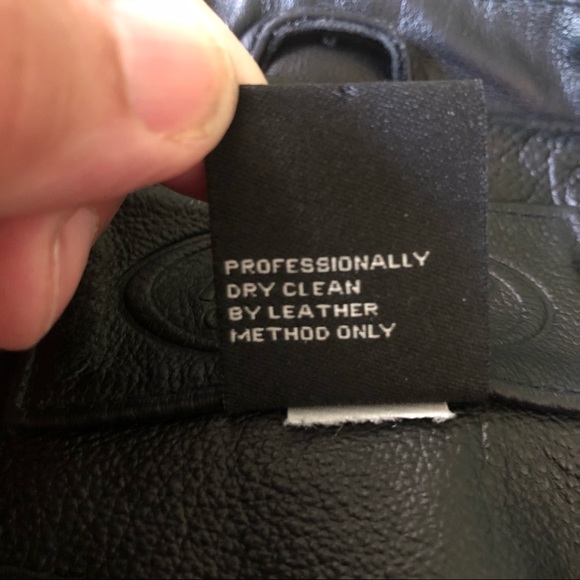 PROFESSIONALLY
DRY CLEAN
BY LEATHER
METHOD ONLY